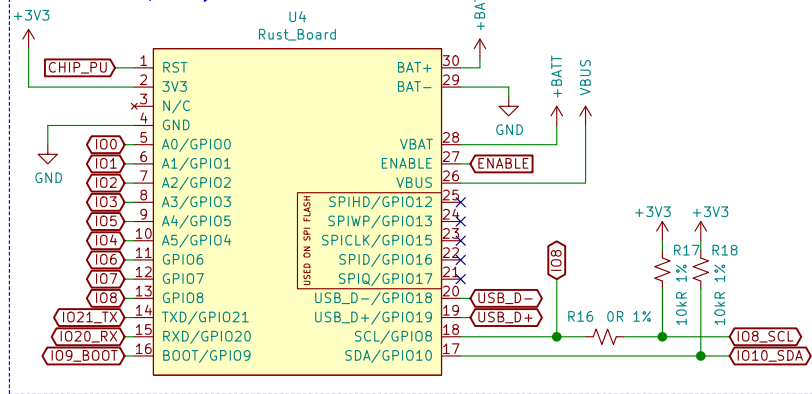 +3V3
U4
Rust_Board
+BAT
CHIP_PU 1 RST BAT+ 30
2 3V3 BAT- 29
3 N/C
GND
+BATT
VBUS
4 GND
GND
IO0 5 A0/GPIO0 VBAT 28
IO1 6 A1/GPIO1 ENABLE 27 ENABLE
IO2 7 A2/GPIO2 VBUS 26
IO3 8 A3/GPIO3 SPIHD/GPIO12 25
IO5 9 A4/GPIO5 SPIWP/GPIO13 24
IO4 10 A5/GPIO4 SPICLK/GPIO15 23
IO6 11 GPIO6 SPID/GPIO16 22
IO7 12 GPIO7 SPIQ/GPIO17 21
USED ON SPI FLASH
IO8 13 GPIO8 USB_D-/GPIO18 20 USB_D-
IO21_TX 14 TXD/GPIO21 USB_D+/GPIO19 19 USB_D+
IO20_RX 15 RXD/GPIO20 SCL/GPIO8 18
IO9_BOOT 16 BOOT/GPIO9 SDA/GPIO10 17
IO8
R16 0R 1%
+3V3
+3V3
R17
10kR 1%
R18
10kR 1%
IO8_SCL
IO10_SDA